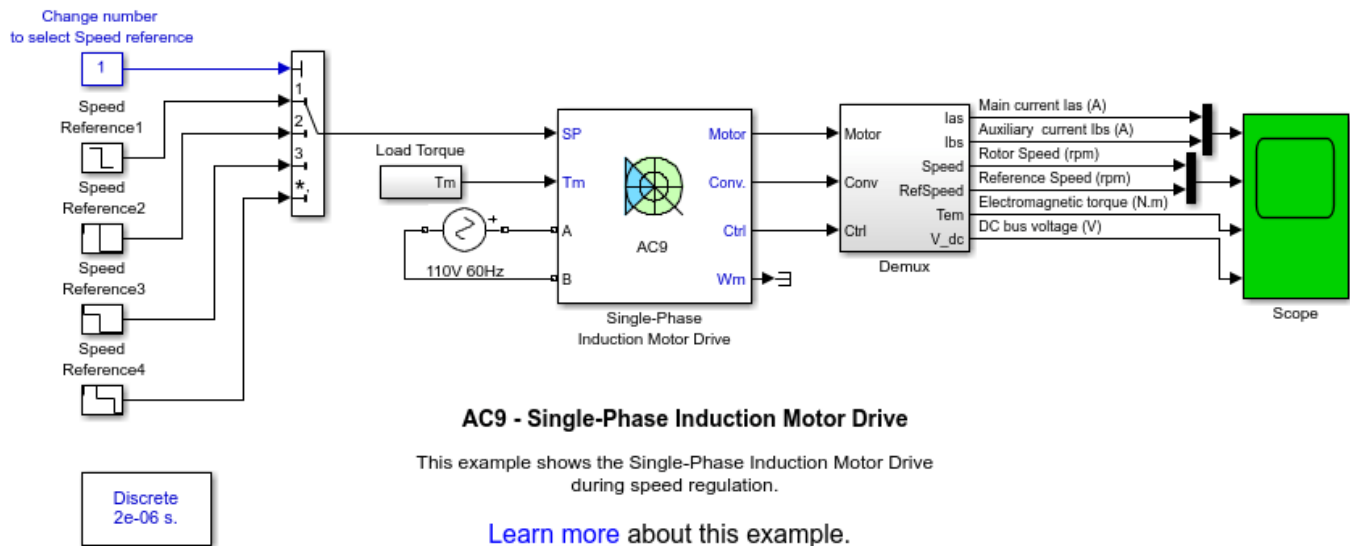 Change number
to select Speed reference
1
Speed
Reference1
Speed
Reference2
Speed
Reference3
Speed
Reference4
1
2
3
*,
Load Torque
Tm
110V 60Hz
SP
Tm
A
B
Motor
Conv.
Ctrl
Wm
AC9
Single-Phase
Induction Motor Drive
Motor
Conv
Ctrl
Ias
Ibs
Speed
RefSpeed
Tem
V_dc
Demux
Main current Ias (A)
Auxiliary current Ibs (A)
Rotor Speed (rpm)
Reference Speed (rpm)
Electromagnetic torque (N.m)
DC bus voltage (V)
Scope
AC9 - Single-Phase Induction Motor Drive
This example shows the Single-Phase Induction Motor Drive
during speed regulation.
Learn more about this example.
Discrete
2e-06 s.